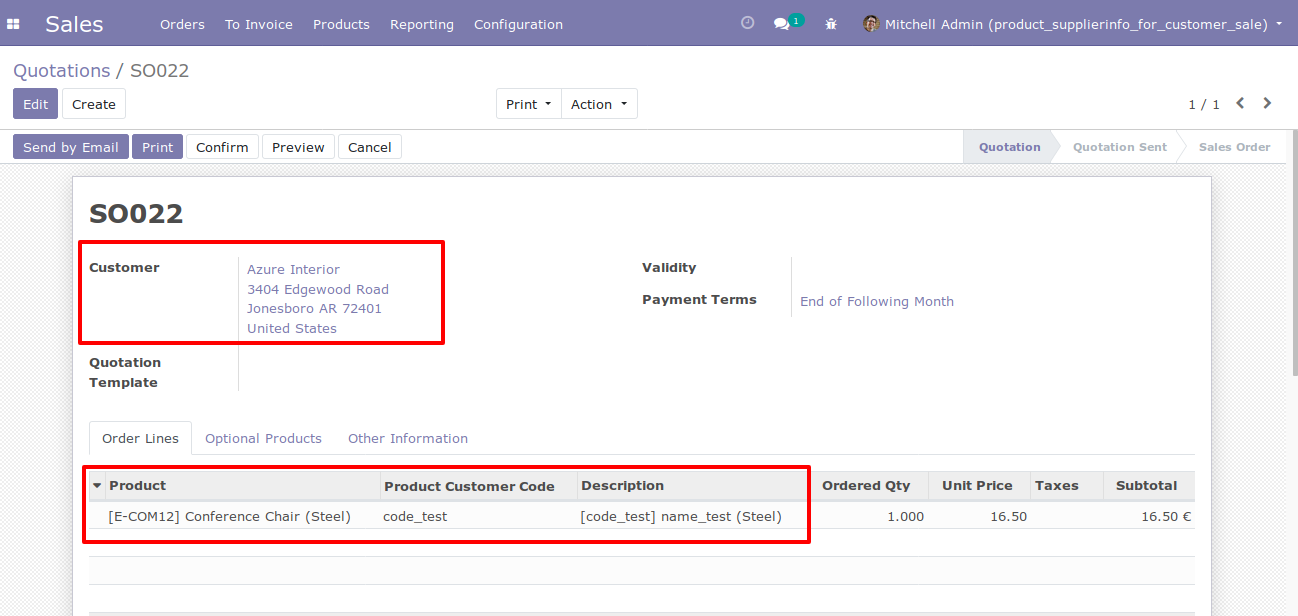 Sales Orders To Invoice Products Reporting Configuration 1 Mitchell Admin (product_supplierinfo_for_customer_sale)
Quotations / SO022
Edit Create Print Action 1 / 1
Send by Email Print Confirm Preview Cancel Quotation Quotation Sent Sales Order
SO022
Customer Azure Interior Validity
3404 Edgewood Road
Payment Terms End of Following Month
Jonesboro AR 72401
United States
Quotation
Template
Order Lines Optional Products Other Information
Product Product Customer Code Description Ordered Qty Unit Price Taxes Subtotal
[E-COM12] Conference Chair (Steel) code_test [code_test] name_test (Steel) 1.000 16.50 16.50 €